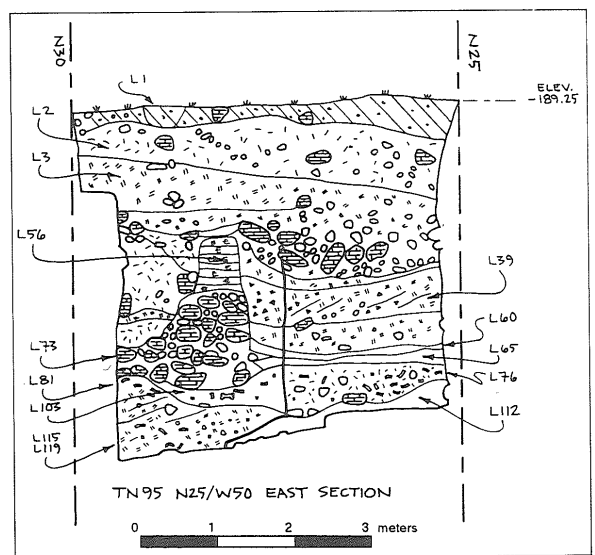 N30
N25
L1
ELEV.
-189.25
L2
L3
L56
L39
L60
L65
L73
L76
L81
L103
L112
L115
L119
TN95 N25/W50 EAST SECTION
0 1 2 3 meters